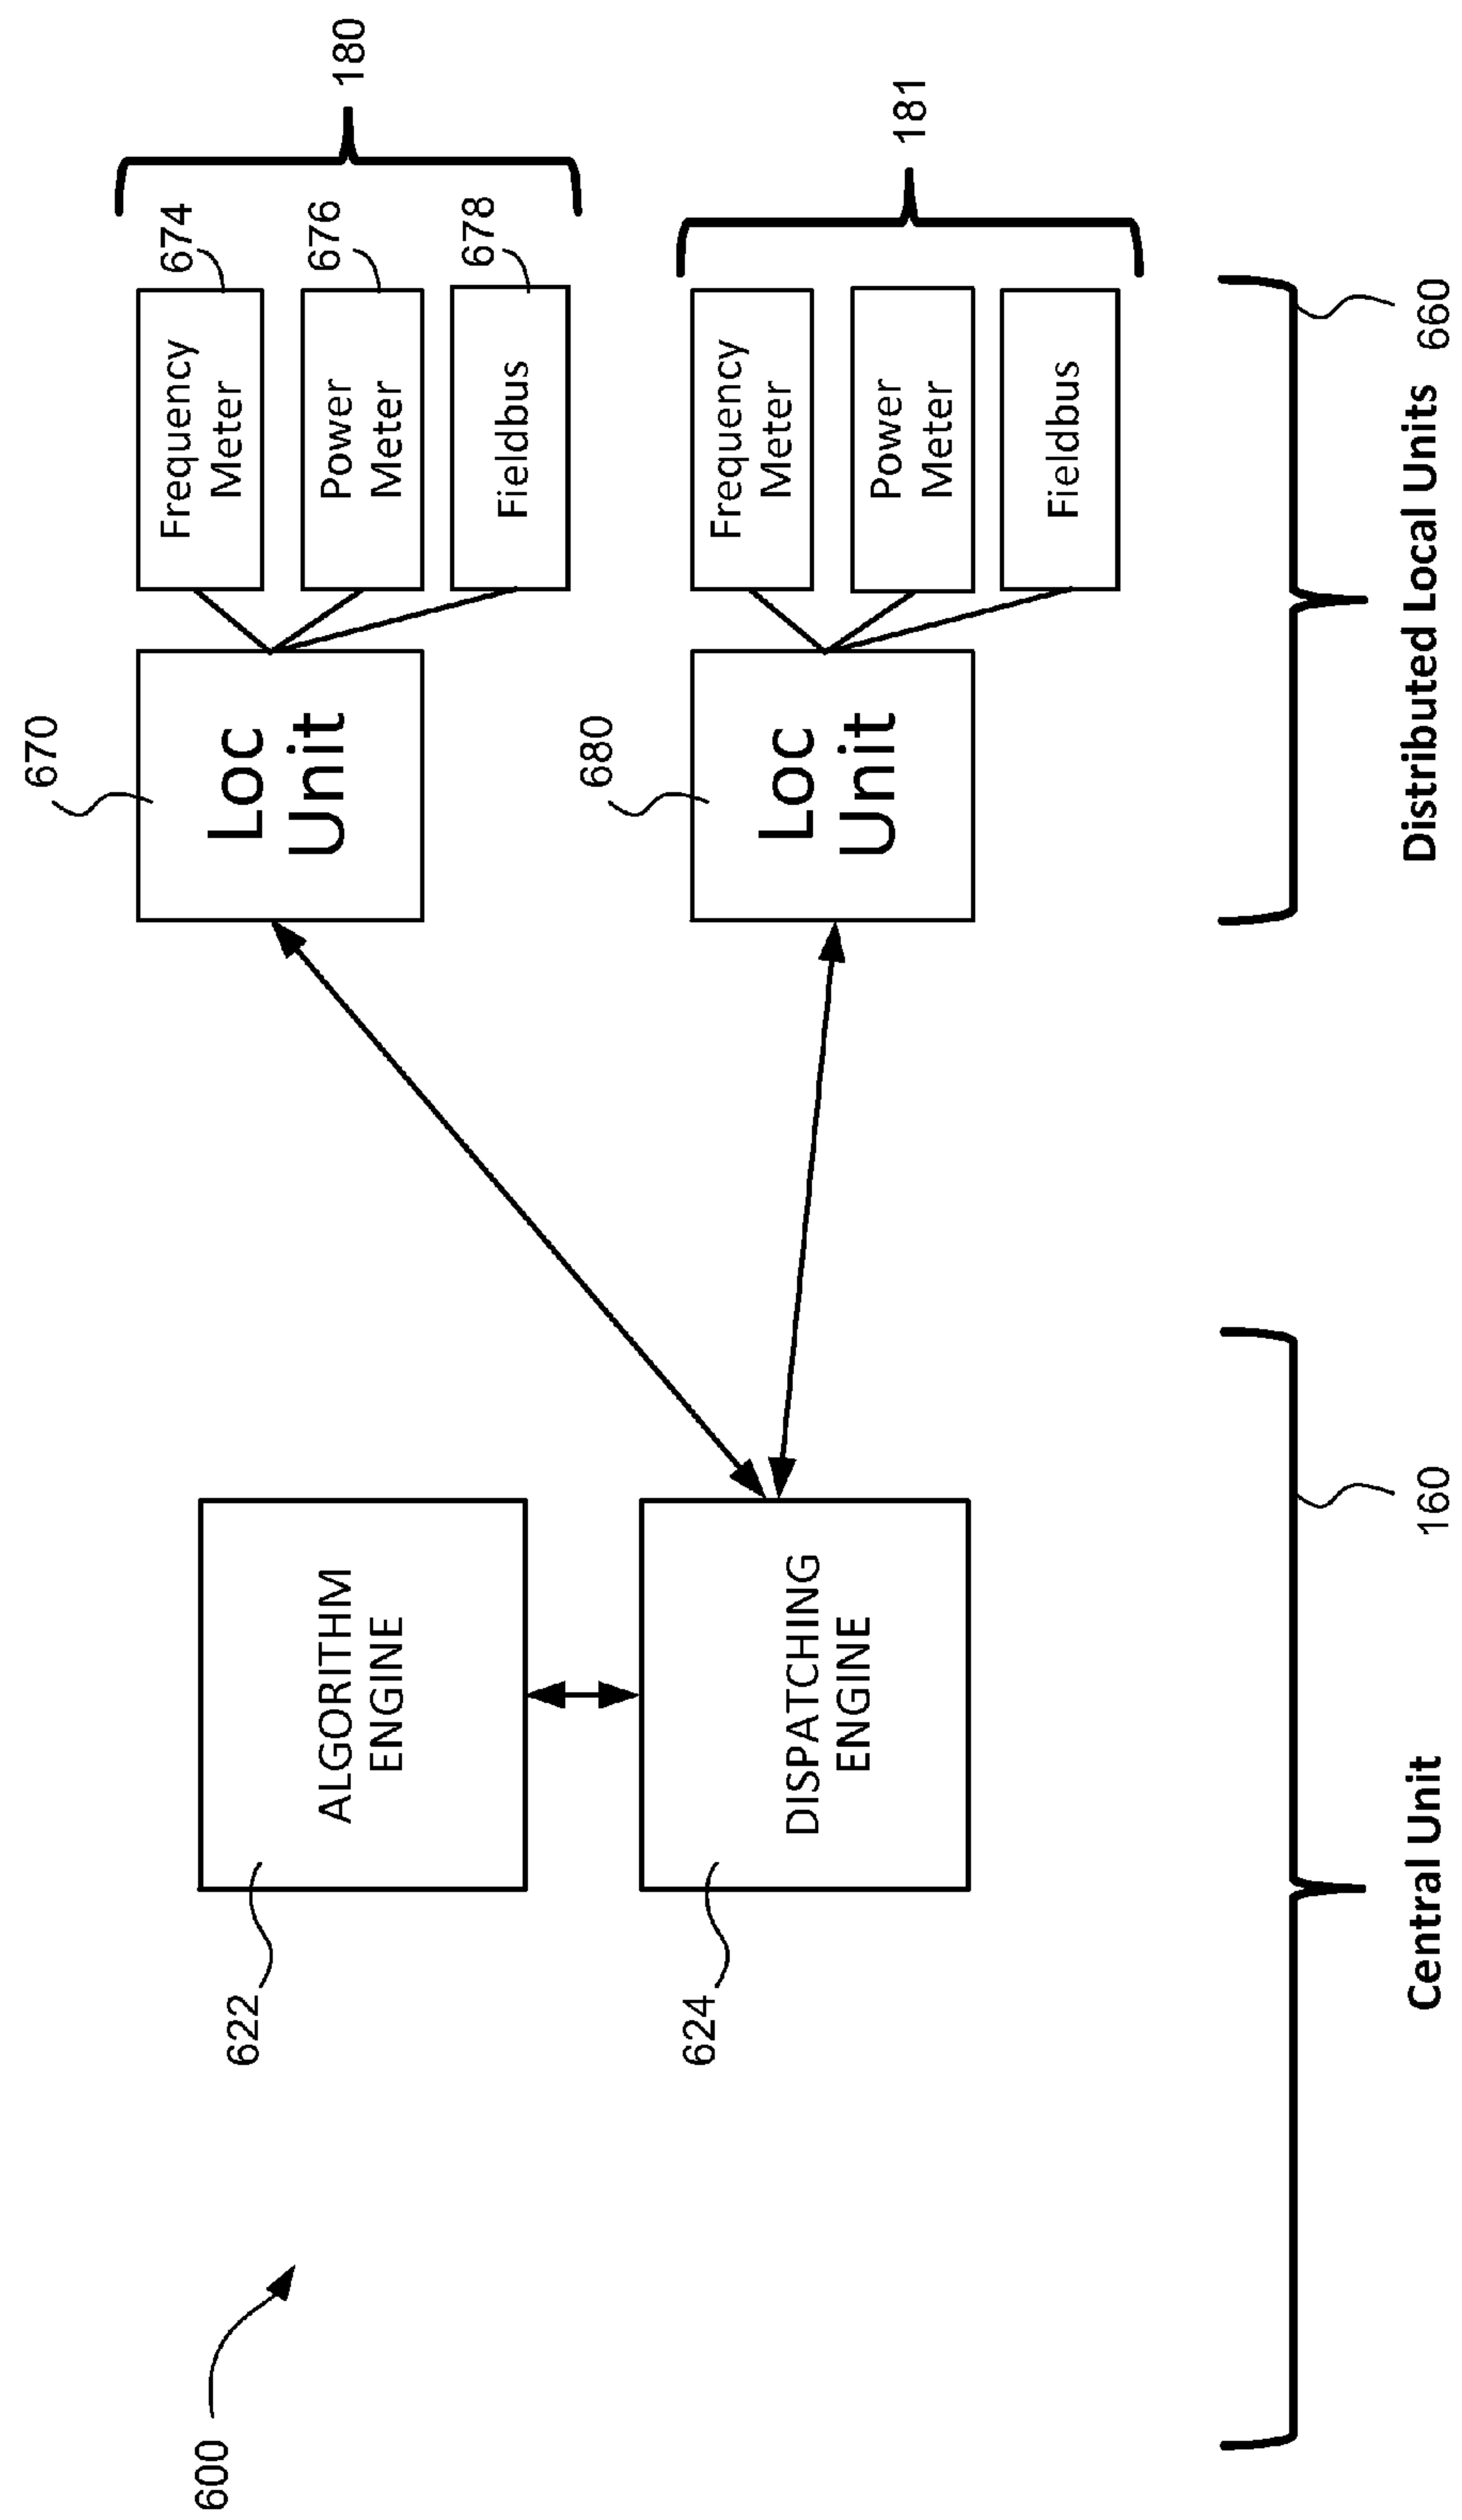 600
622
ALGORITHM
ENGINE
624
DISPATCHING
ENGINE
670
Loc
Unit
Frequency
Meter
674
Power
Meter
676
Fieldbus
678
180
680
Loc
Unit
Frequency
Meter
Power
Meter
Fieldbus
181
Central Unit
160
Distributed Local Units
660